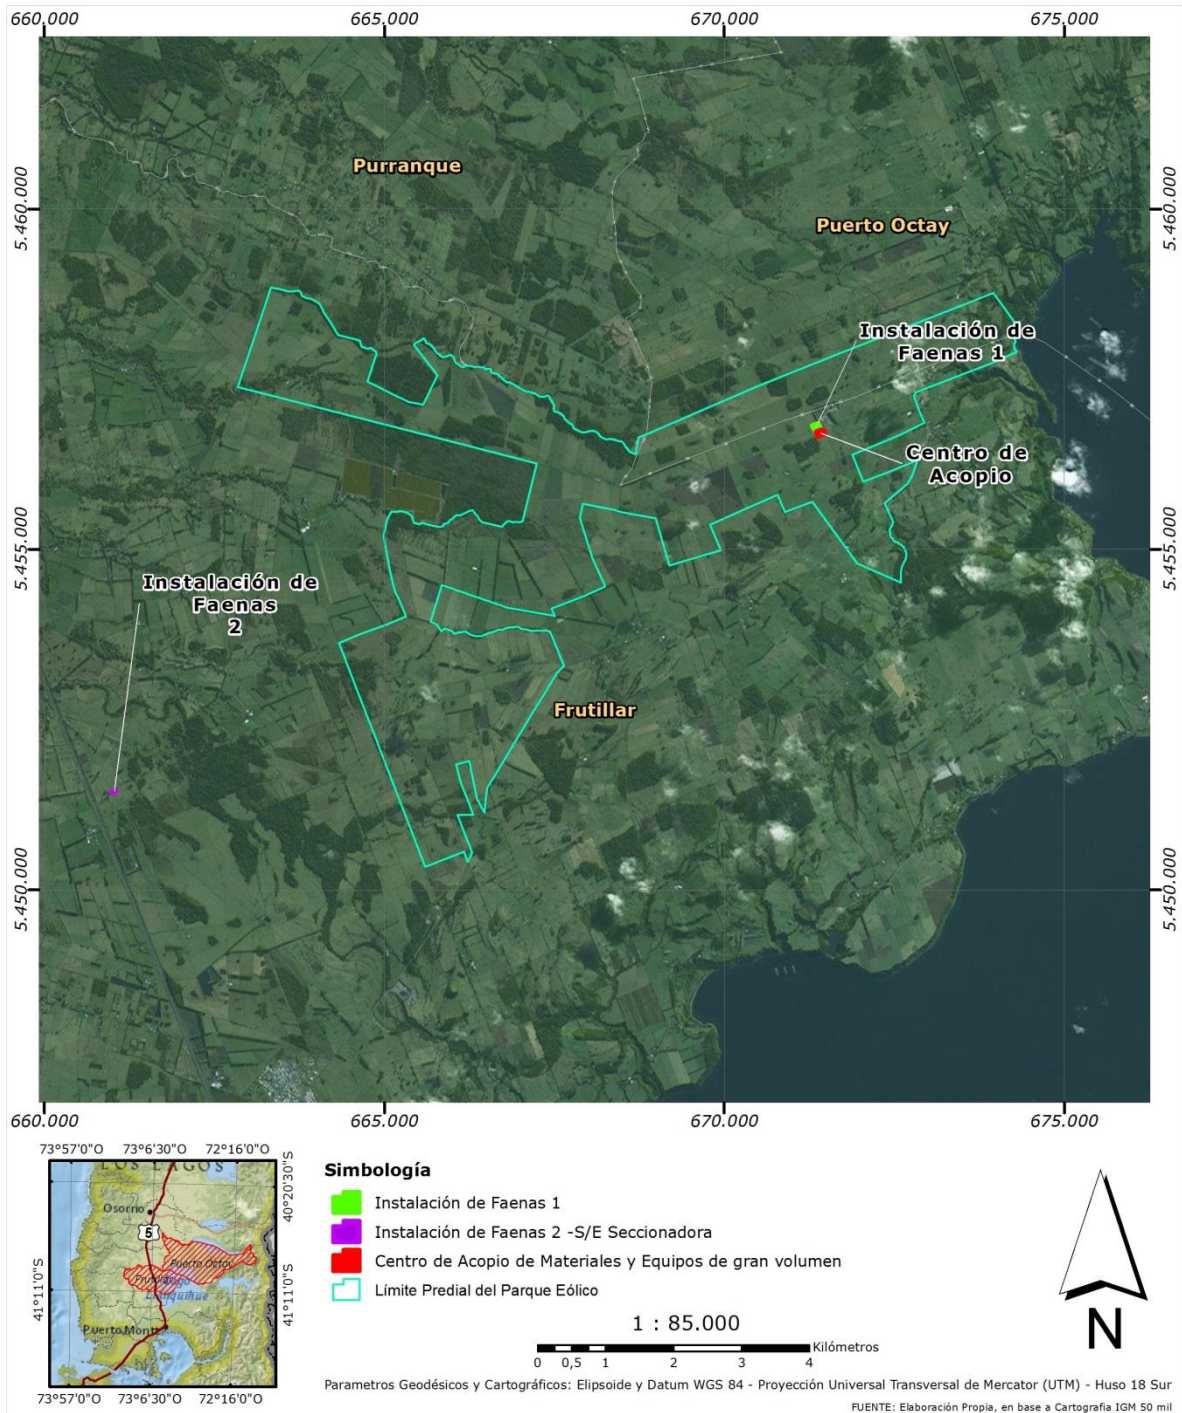 660.000 665.000 670.000 675.000
5.460.000
5.460.000
Purranque
Puerto Octay
Instalación de
Faenas 1
Centro de
Acopio
5.455.000
5.455.000
Instalación de
Faenas
2
Frutillar
5.450.000
5.450.000
660.000 665.000 670.000 675.000
73°57'0"O 73°6'30"O 72°16'0"O
LOS LAGOS
Osorno
5
Puerto Octay
Frutillar
Llanquihue
Puerto Montt
40°20'30"S
41°11'0"S
41°11'0"S
73°57'0"O 73°6'30"O 72°16'0"O
Simbología
Instalación de Faenas 1
Instalación de Faenas 2 -S/E Seccionadora
Centro de Acopio de Materiales y Equipos de gran volumen
Límite Predial del Parque Eólico
1 : 85.000
Kilómetros
0 0,5 1 2 3 4
N
Parametros Geodésicos y Cartográficos: Elipsoide y Datum WGS 84 - Proyección Universal Transversal de Mercator (UTM) - Huso 18 Sur
FUENTE: Elaboración Propia, en base a Cartografia IGM 50 mil